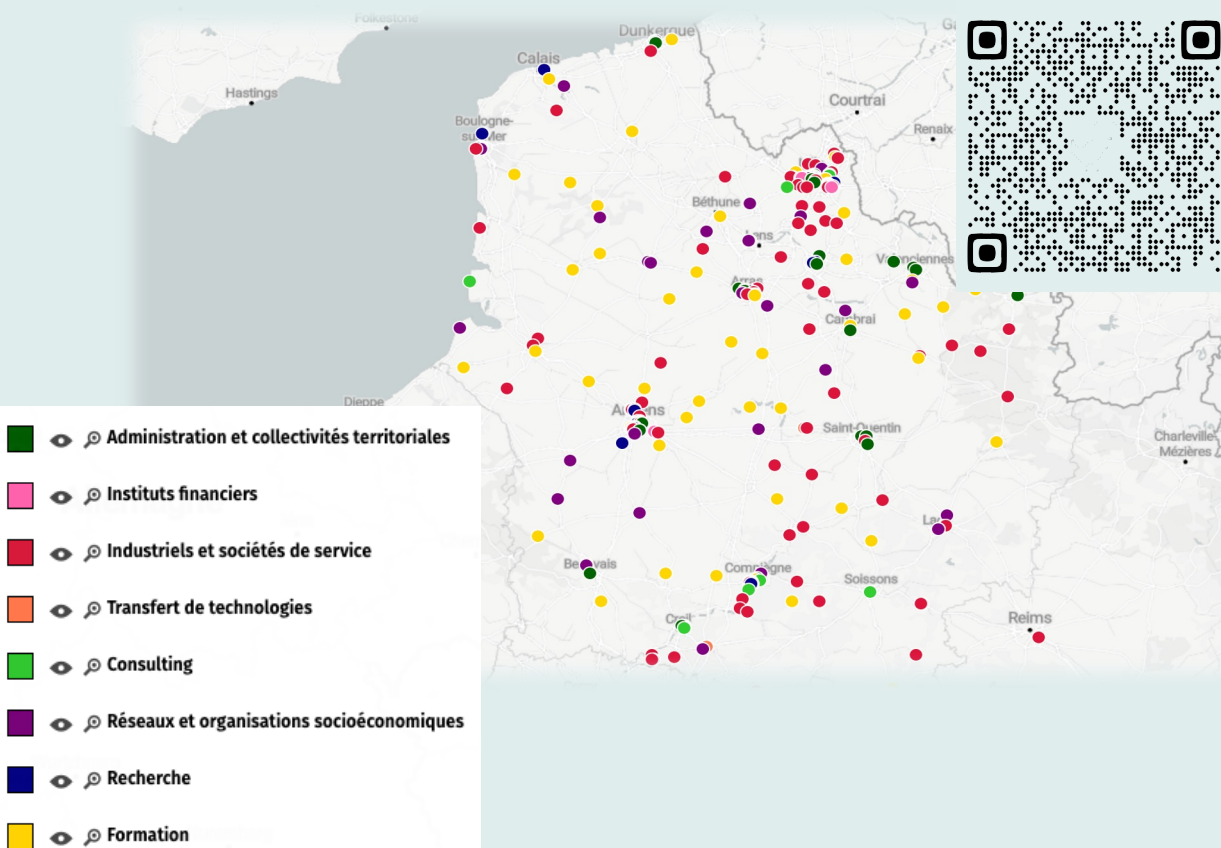 Folkestone
Dunkerque
Calais
Hastings
Courtrai
Boulogne-
sur-Mer
Renaix
Béthune
Lens
Valenciennes
Arras
Cambrai
Dieppe
Amiens
Saint-Quentin
Charleville-
Mézières
Beauvais
Compiègne
Soissons
Creil
Reims
Administration et collectivités territoriales
Instituts financiers
Industriels et sociétés de service
Transfert de technologies
Consulting
Réseaux et organisations socioéconomiques
Recherche
Formation